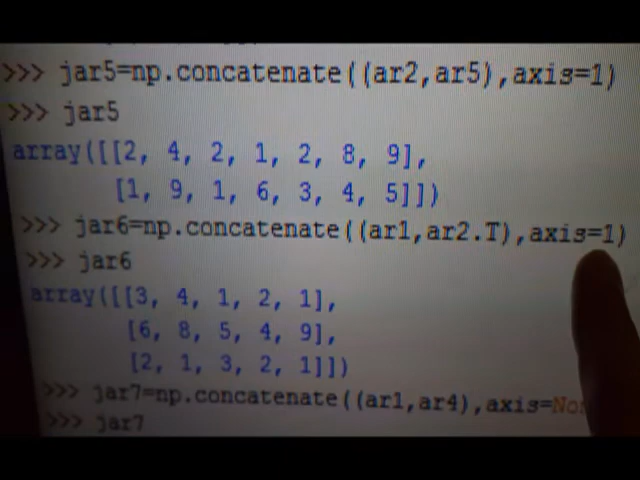 >>> jar5=np.concatenate((ar2,ar5),axis=1)
>>> jar5
array([[2, 4, 2, 1, 2, 8, 9],
[1, 9, 1, 6, 3, 4, 5]])
>>> jar6=np.concatenate((ar1,ar2.T),axis=1)
>>> jar6
array([[3, 4, 1, 2, 1],
[6, 8, 5, 4, 9],
[2, 1, 3, 2, 1]])
>>> jar7=np.concatenate((ar1,ar4),axis=No
>>> jar7